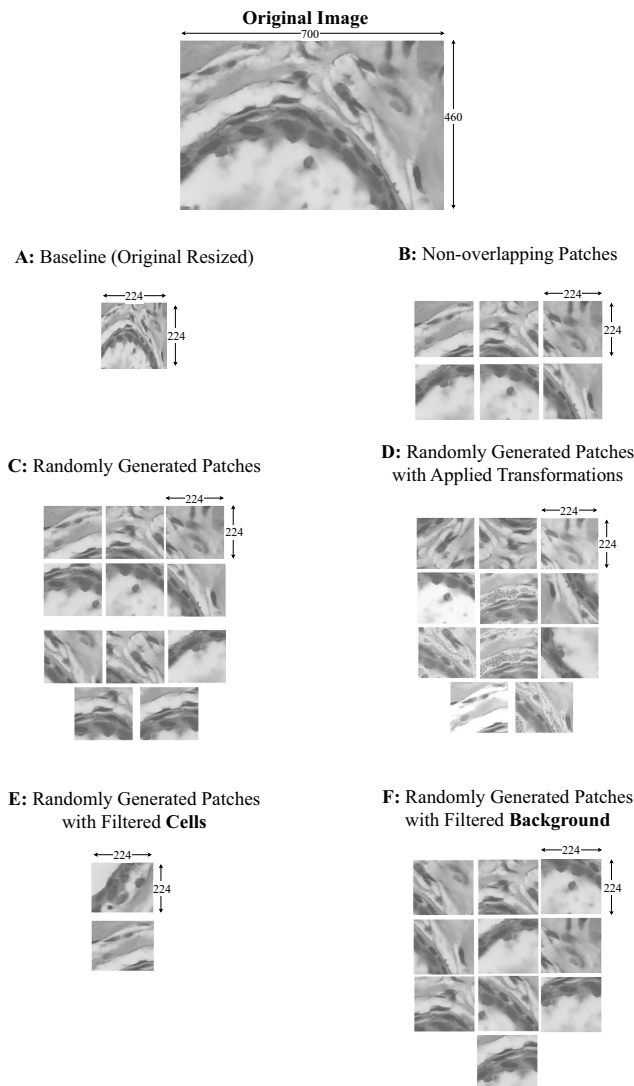 Original Image
700
460
A: Baseline (Original Resized)
224
224
B: Non-overlapping Patches
224
224
C: Randomly Generated Patches
224
224
D: Randomly Generated Patches
with Applied Transformations
224
224
E: Randomly Generated Patches
with Filtered Cells
224
224
F: Randomly Generated Patches
with Filtered Background
224
224